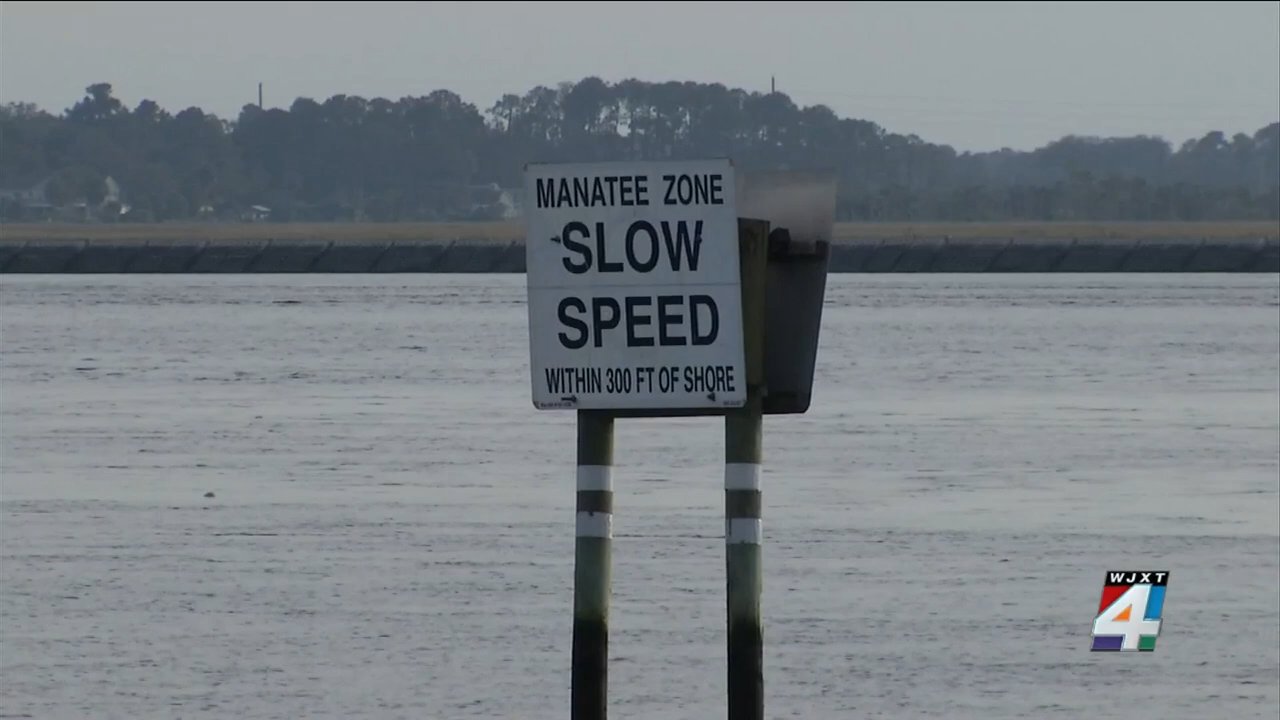 MANATEE ZONE
SLOW
SPEED
WITHIN 300 FT OF SHORE
WJXT
4